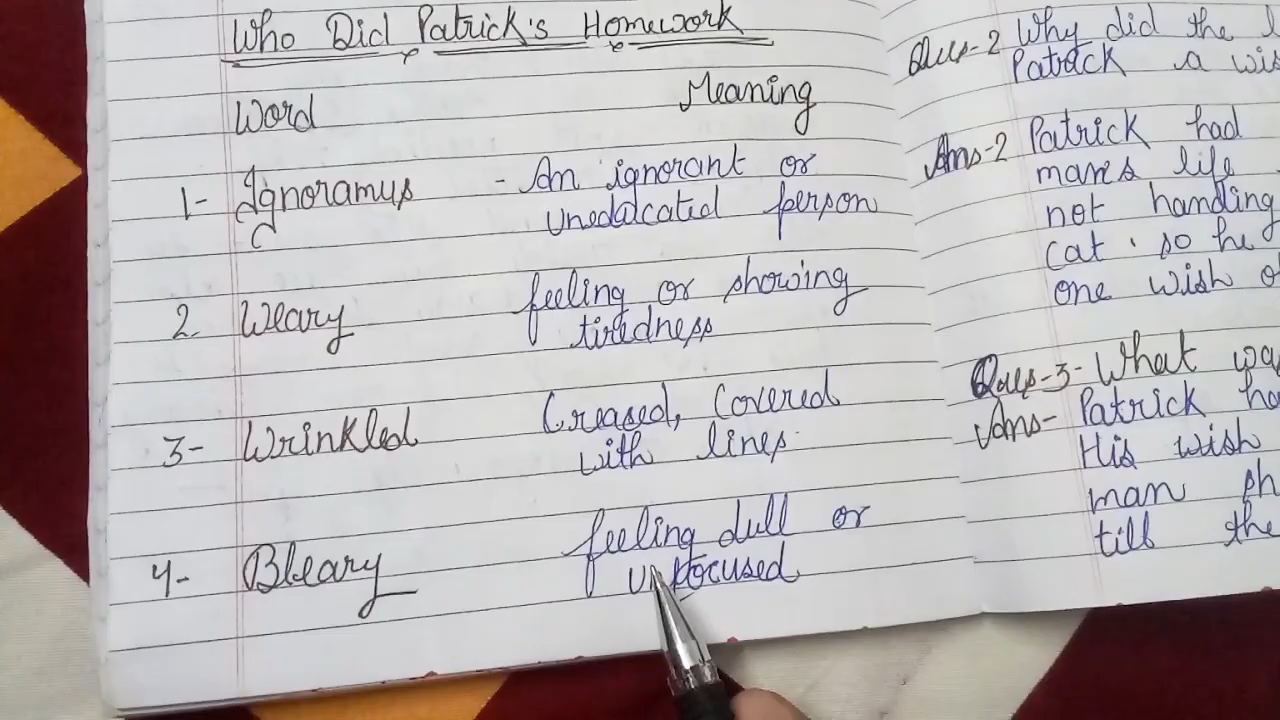 Who Did Patrick's Homework
Word Meaning
1- Ignoramus - An ignorant or
uneducated person
2. Weary feeling or showing
tiredness
3- Wrinkled Creased, Covered
with lines.
4- Bleary feeling dull or
unfocused
Ques-2 Why did the
Patrick a
Ans-2 Patrick had
man's life
not handling
cat. so he
one wish
Ques-3- What
Ans- Patrick
His wish
man
till the